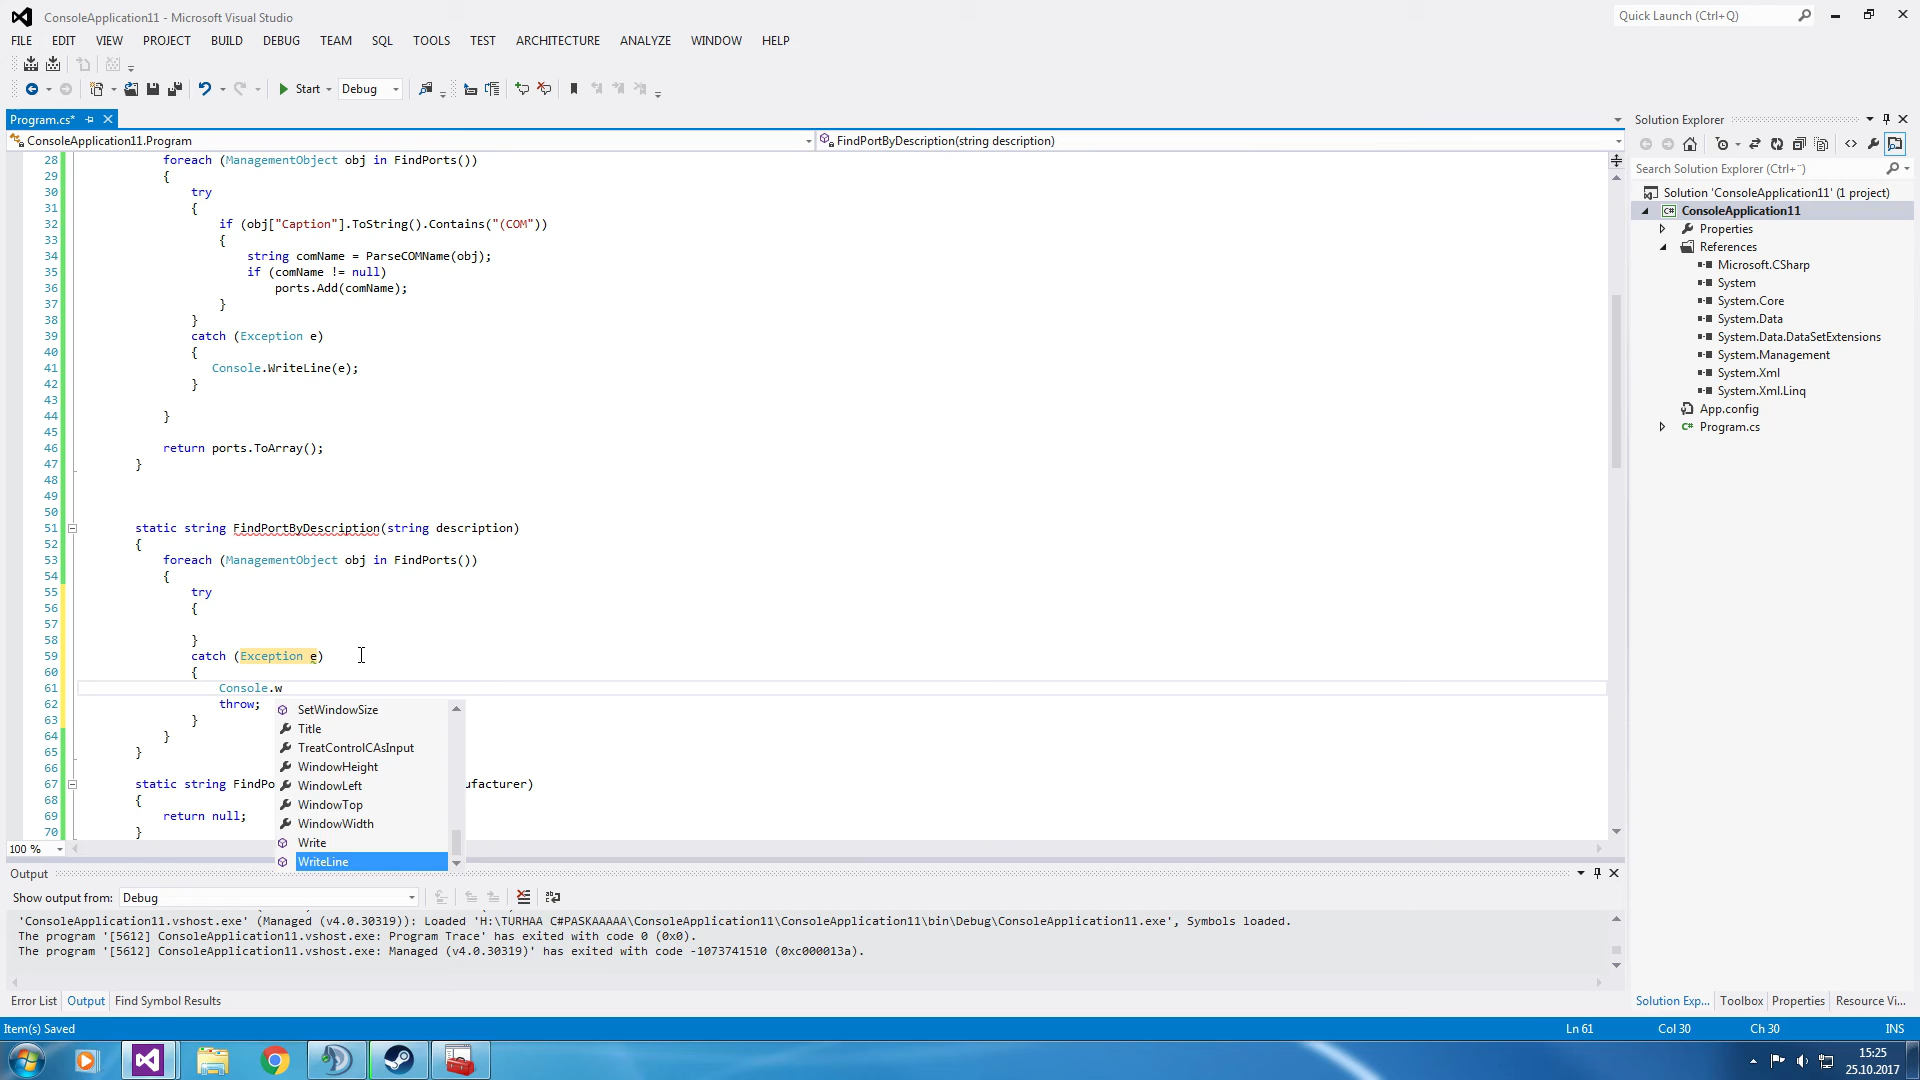 ConsoleApplication11 - Microsoft Visual Studio
Quick Launch (Ctrl+Q)
FILE EDIT VIEW PROJECT BUILD DEBUG TEAM SQL TOOLS TEST ARCHITECTURE ANALYZE WINDOW HELP
Start Debug
Program.cs*
ConsoleApplication11.Program FindPortByDescription(string description)
28 foreach (ManagementObject obj in FindPorts())
29 {
30 try
31 {
32 if (obj["Caption"].ToString().Contains("(COM"))
33 {
34 string comName = ParseCOMName(obj);
35 if (comName != null)
36 ports.Add(comName);
37 }
38 }
39 catch (Exception e)
40 {
41 Console.WriteLine(e);
42 }
43
44 }
45
46 return ports.ToArray();
47 }
48
49
50
51 static string FindPortByDescription(string description)
52 {
53 foreach (ManagementObject obj in FindPorts())
54 {
55 try
56 {
57
58 }
59 catch (Exception e)
60 {
61 Console.w
62 throw;
63 }
64 }
65 }
66
67 static string FindPo ufacturer)
68 {
69 return null;
70 }
SetWindowSize
Title
TreatControlCAsInput
WindowHeight
WindowLeft
WindowTop
WindowWidth
Write
WriteLine
100 %
Output
Show output from: Debug
'ConsoleApplication11.vshost.exe' (Managed (v4.0.30319)): Loaded 'H:\TURHAA C#PASKAAAAA\ConsoleApplication11\ConsoleApplication11\bin\Debug\ConsoleApplication11.exe', Symbols loaded.
The program '[5612] ConsoleApplication11.vshost.exe: Program Trace' has exited with code 0 (0x0).
The program '[5612] ConsoleApplication11.vshost.exe: Managed (v4.0.30319)' has exited with code -1073741510 (0xc000013a).
Error List Output Find Symbol Results
Solution Explorer
Search Solution Explorer (Ctrl+¨)
Solution 'ConsoleApplication11' (1 project)
C# ConsoleApplication11
Properties
References
Microsoft.CSharp
System
System.Core
System.Data
System.Data.DataSetExtensions
System.Management
System.Xml
System.Xml.Linq
App.config
C# Program.cs
Solution Exp... Toolbox Properties Resource Vi...
Item(s) Saved Ln 61 Col 30 Ch 30 INS
15:25
25.10.2017